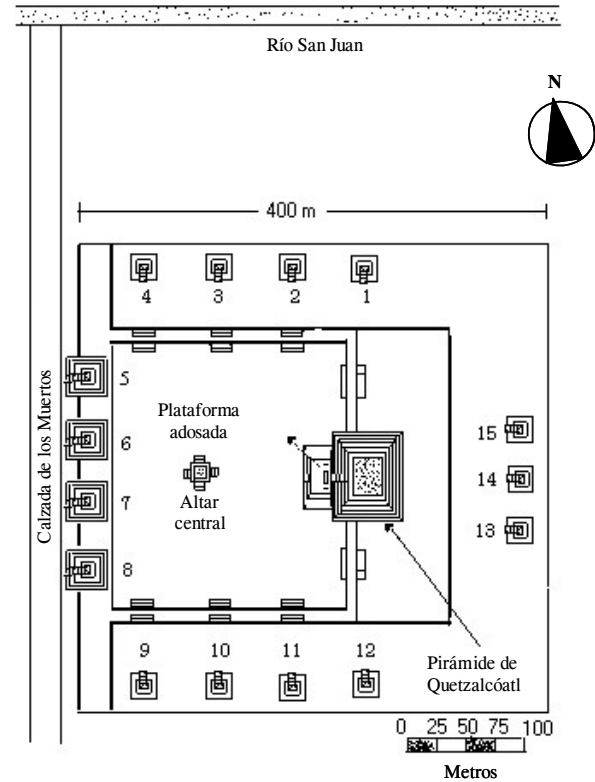 Río San Juan
N
400 m
4 3 2 1
5
6
7
8
Calzada de los Muertos
Plataforma
adosada
Altar
central
15
14
13
9 10 11 12
Pirámide de
Quetzalcóatl
0 25 50 75 100
Metros